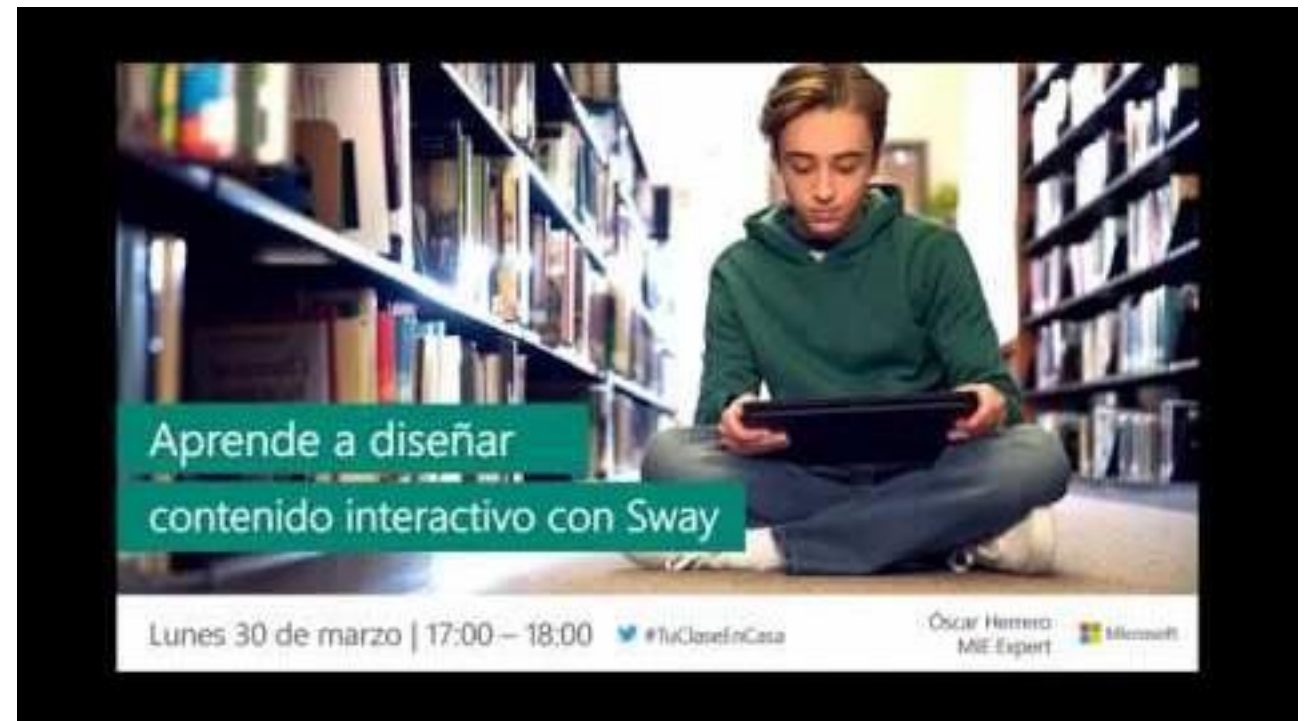 Aprende a diseñar
contenido interactivo con Sway
Lunes 30 de marzo | 17:00 – 18:00
#TuClaseEnCasa
Óscar Herrero
MIE Expert
Microsoft